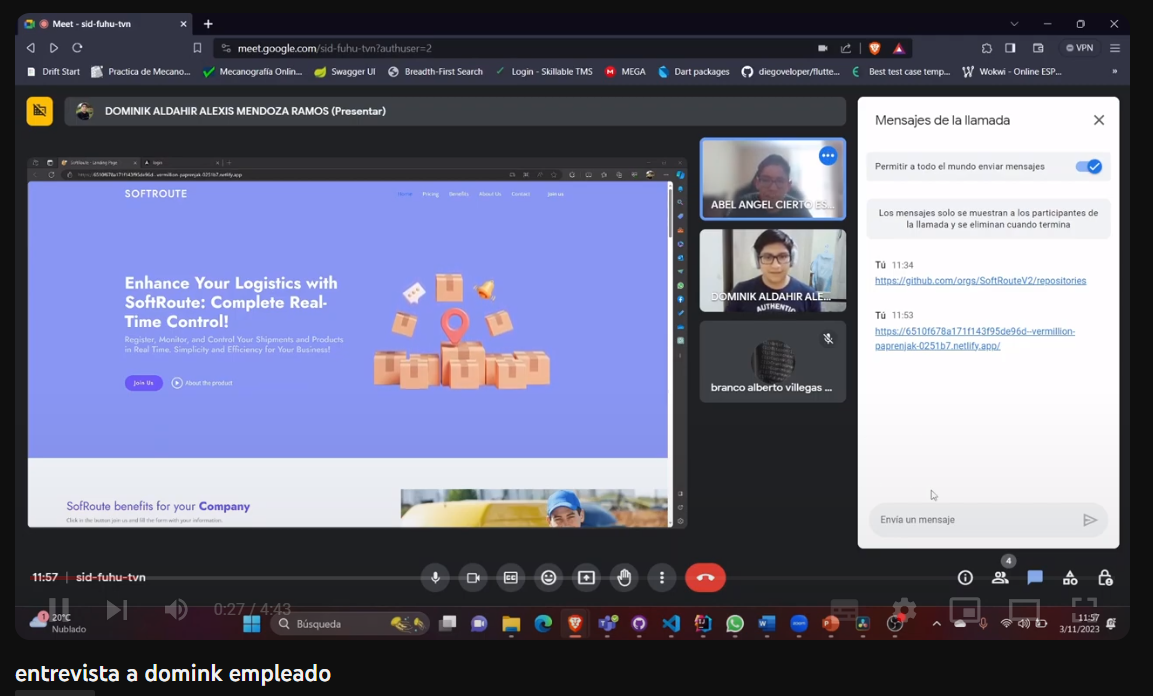 Meet - sid-fuhu-tvn
meet.google.com/sid-fuhu-tvn?authuser=2
VPN
Drift Start
Practica de Mecano...
Mecanografía Onlin...
Swagger UI
Breadth-First Search
Login - Skillable TMS
MEGA
Dart packages
diegoveloper/flutte...
Best test case temp...
Wokwi - Online ESP...
»
DOMINIK ALDAHIR ALEXIS MENDOZA RAMOS (Presentar)
SoftRoute - Landing Page
SOFTROUTE
Home
Pricing
Benefits
About Us
Contact
Join us
Enhance Your Logistics with
SoftRoute: Complete Real-
Time Control!
Register, Monitor, and Control Your Shipments and Products
in Real Time. Simplicity and Efficiency for Your Business!
Join Us
About the product
SofRoute benefits for your Company
Click in the button join us and fill the form with your information.
ABEL ANGEL CIERTO ES...
DOMINIK ALDAHIR ALE...
AUTHENTIC
branco alberto villegas ...
Mensajes de la llamada
Permitir a todo el mundo enviar mensajes
Los mensajes solo se muestran a los participantes de
la llamada y se eliminan cuando termina
Tú 11:34
https://github.com/orgs/SoftRouteV2/repositories
Tú 11:53
https://6510f678a171f143f95de96d--vermillion-
paprenjak-0251b7.netlify.app/
Envía un mensaje
11:57 | sid-fuhu-tvn
4
0:27 / 4:43
1
20°C
Nublado
Búsqueda
11:57
3/11/2023
entrevista a domink empleado